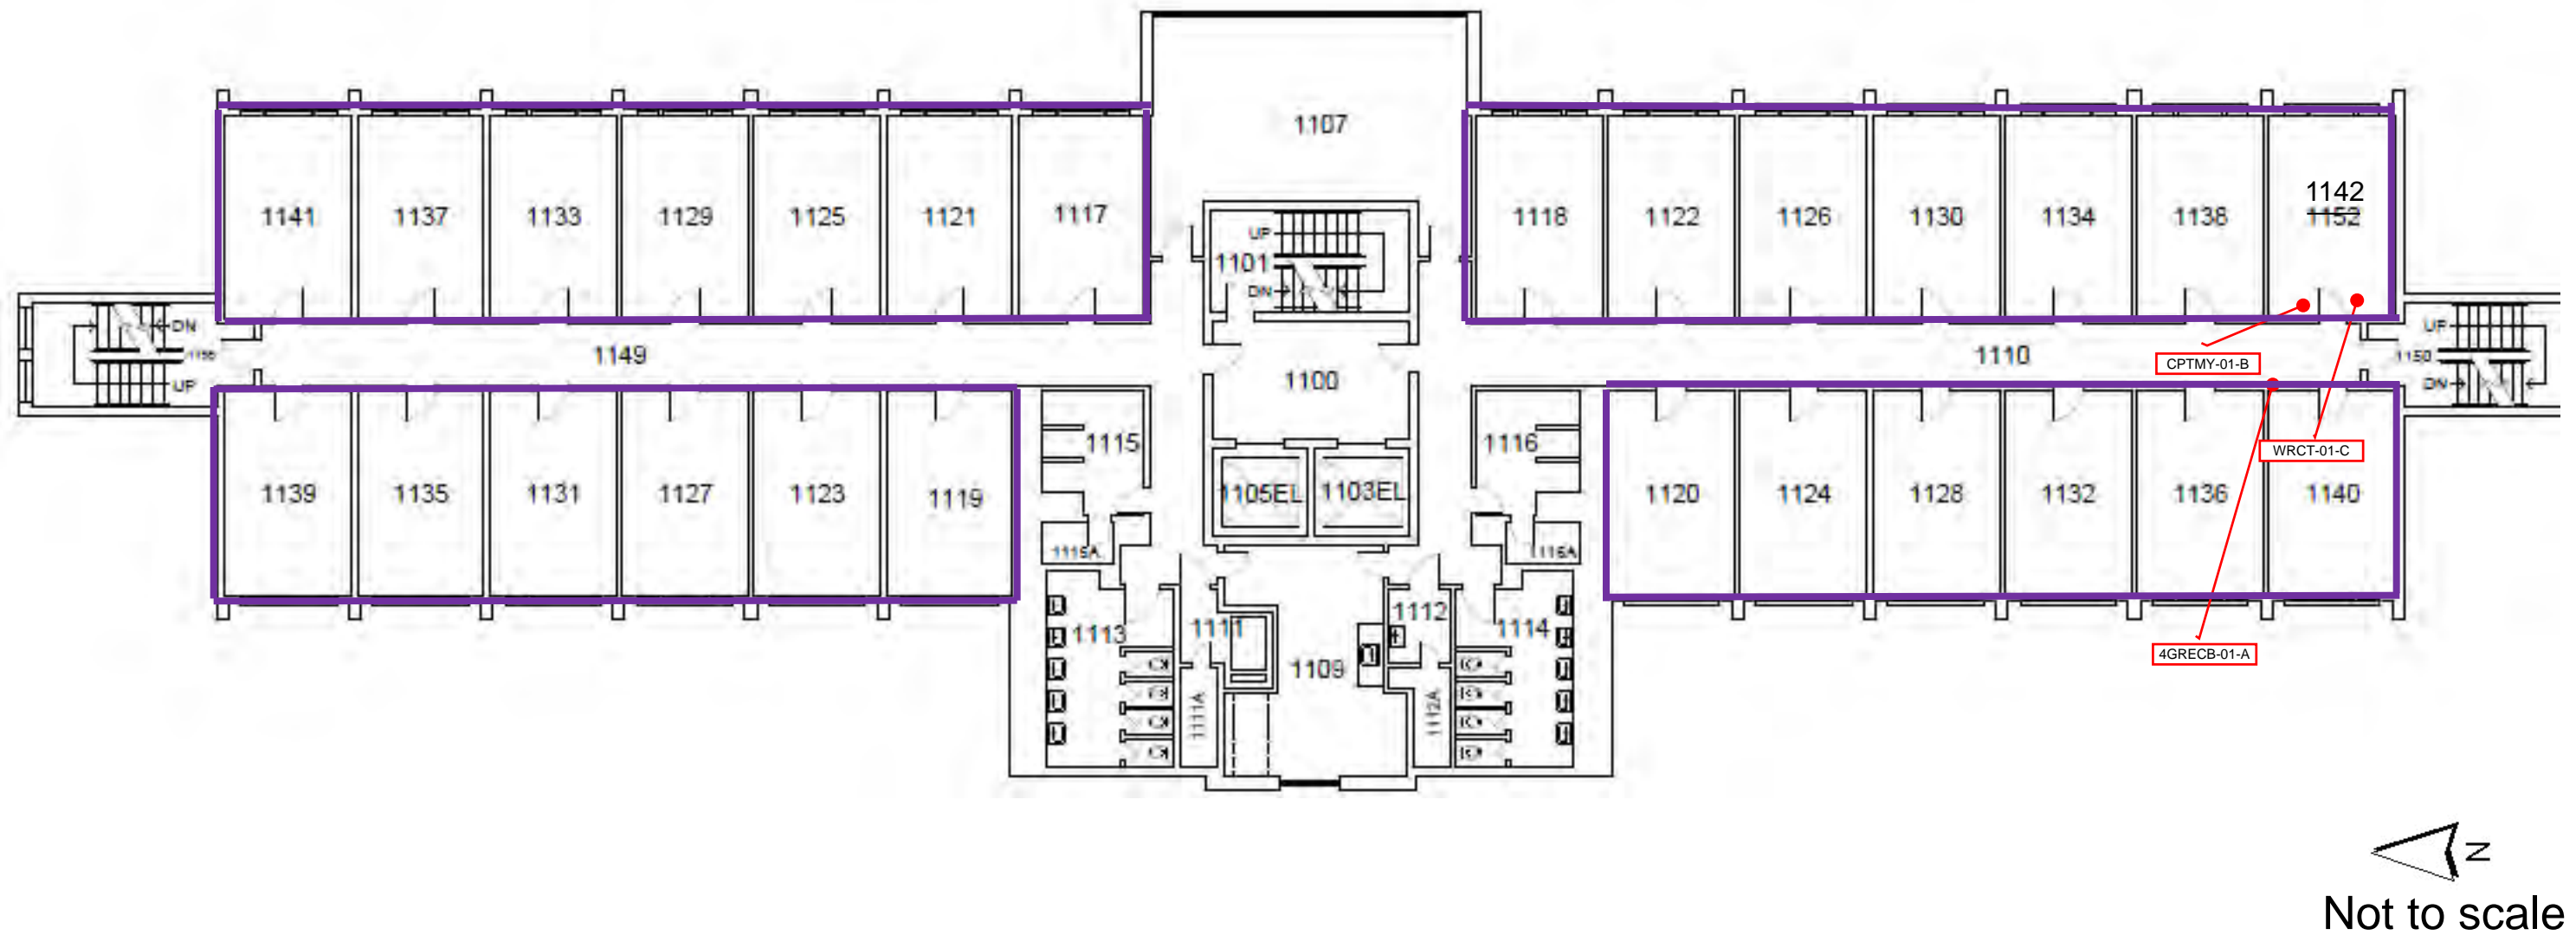 1107
1141 1137 1133 1129 1125 1121 1117
1118 1122 1126 1130 1134 1138 1142
1152
UP
1101
DN
DN
1155
UP
1149
1110
UP
1150
DN
CPTMY-01-B
1100
1115
1116
WRCT-01-C
1139 1135 1131 1127 1123 1119
1105EL 1103EL
1120 1124 1128 1132 1136 1140
1115A
1116A
1113 1111 1112 1114
1109
4GRECB-01-A
1111A
1112A
N
Not to scale